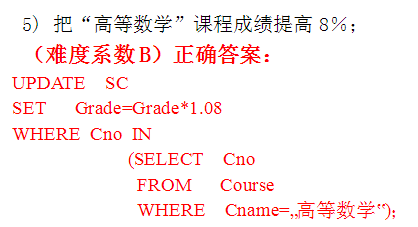 5) 把“高等数学”课程成绩提高 8%;
（难度系数 B）正确答案：
UPDATE SC
SET Grade=Grade*1.08
WHERE Cno IN
(SELECT Cno
FROM Course
WHERE Cname=„高等数学‟);